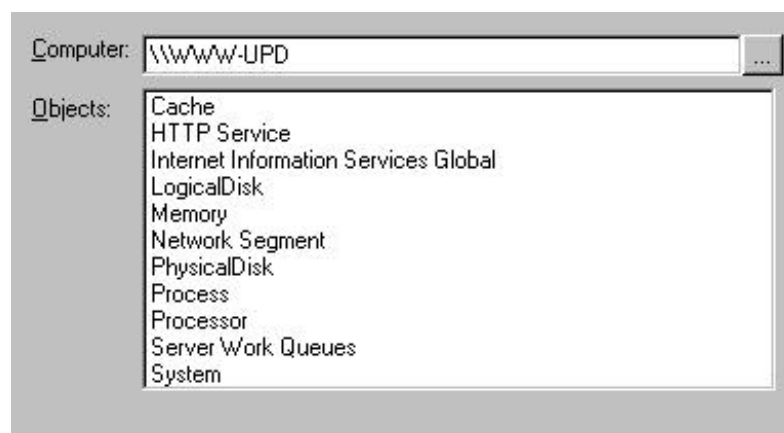 Computer: \\WWW-UPD ...
Objects:
Cache
HTTP Service
Internet Information Services Global
LogicalDisk
Memory
Network Segment
PhysicalDisk
Process
Processor
Server Work Queues
System